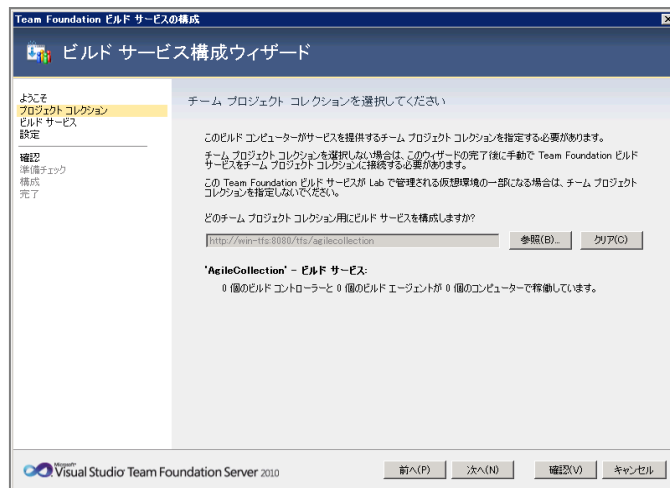 Team Foundation ビルド サービスの構成
ビルド サービス構成ウィザード
ようこそ
プロジェクト コレクション
ビルド サービス
設定
確認
準備チェック
構成
完了
チーム プロジェクト コレクションを選択してください
このビルド コンピューターがサービスを提供するチーム プロジェクト コレクションを指定する必要があります。
チーム プロジェクト コレクションを選択しない場合は、このウィザードの完了後に手動で Team Foundation ビルド
サービスをチーム プロジェクト コレクションに接続する必要があります。
この Team Foundation ビルド サービスが Lab で管理される仮想環境の一部になる場合は、チーム プロジェクト
コレクションを指定しないでください。
どのチーム プロジェクト コレクション用にビルド サービスを構成しますか?
http://win-tfs:8080/tfs/agilecollection
参照(B)...
クリア(C)
'AgileCollection' - ビルド サービス:
0 個のビルド コントローラーと 0 個のビルド エージェントが 0 個のコンピューターで稼働しています。
Microsoft
Visual Studio Team Foundation Server 2010
前へ(P)
次へ(N)
確認(V)
キャンセル